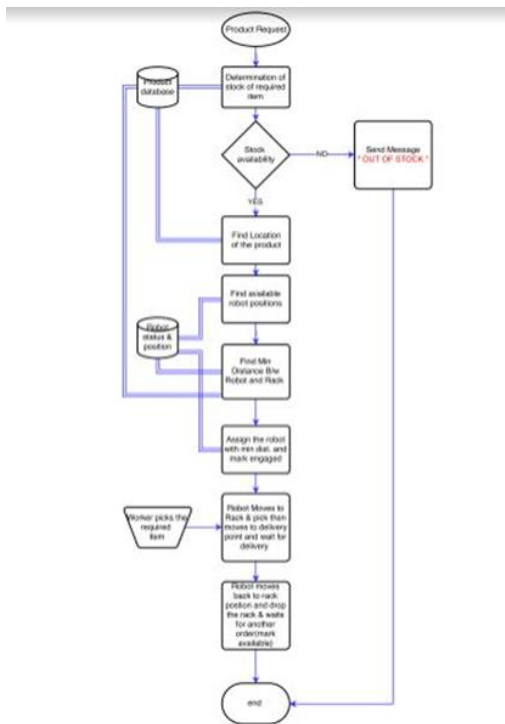 Product Request
Product
database
Determination of
stock of required
item
Stock
availability
NO
Send Message
" OUT OF STOCK "
YES
Find Location
of the product
Find available
robot positions
Robot
status &
position
Find Min
Distance B/w
Robot and Rack
Assign the robot
with min dist. and
mark engaged
Worker picks the
required
item
Robot Moves to
Rack & pick then
moves to delivery
point and wait for
delivery
Robot moves
back to rack
postion and drop
the rack & waits
for another
order(mark
available)
end